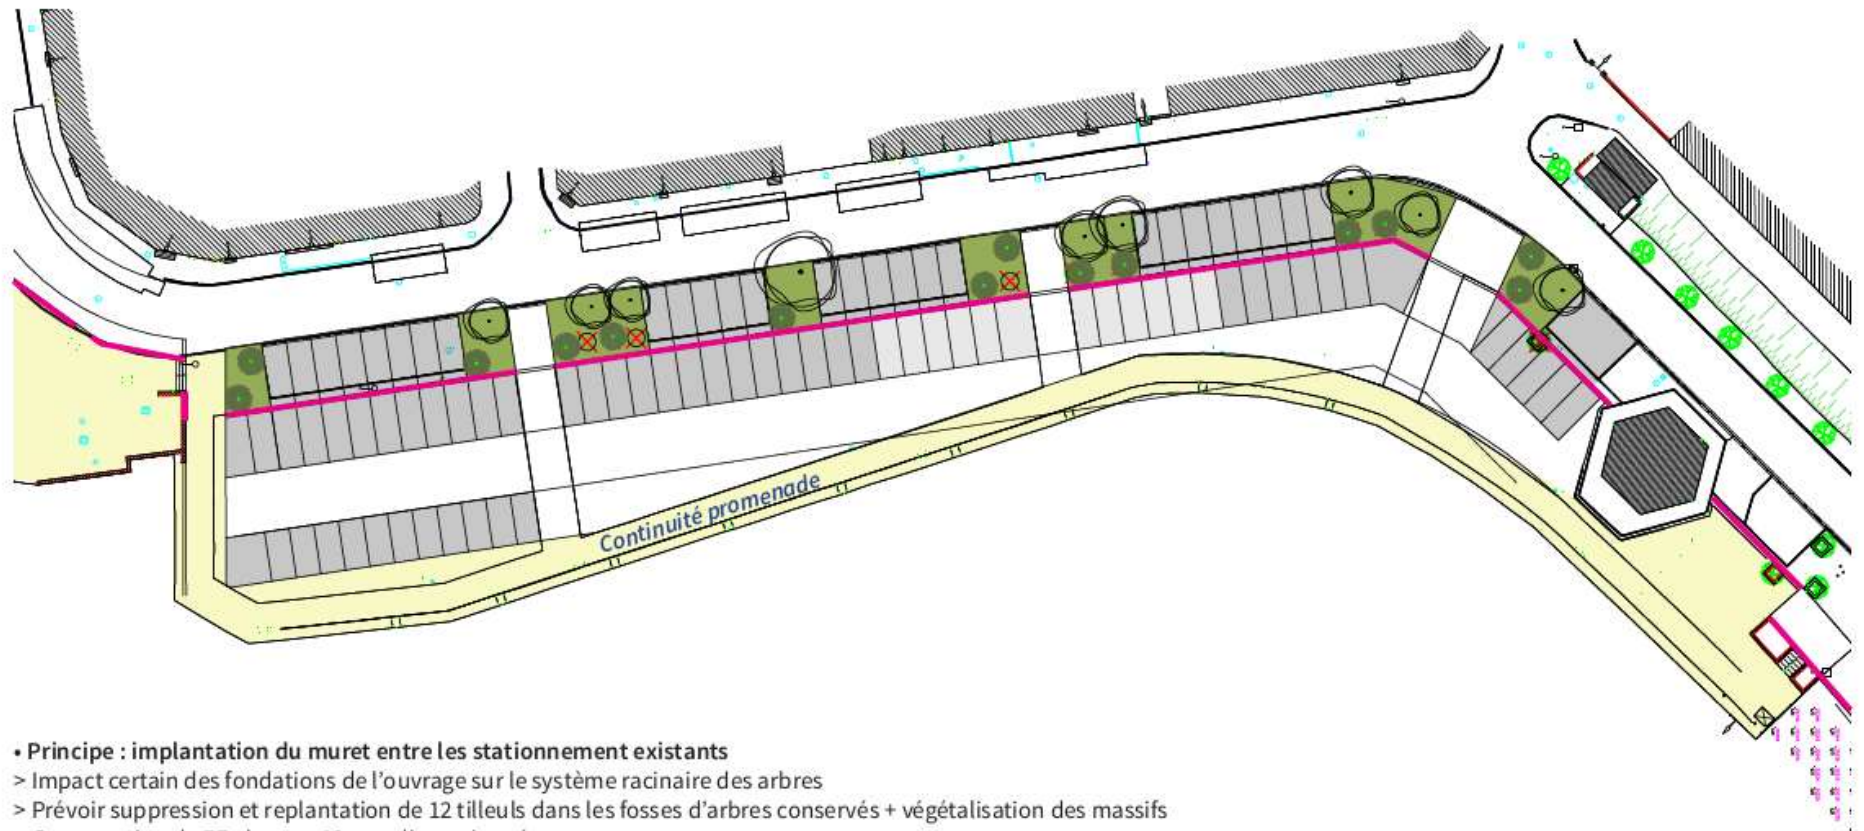 Continuité promenade
• Principe : implantation du muret entre les stationnement existants
> Impact certain des fondations de l'ouvrage sur le système racinaire des arbres
> Prévoir suppression et replantation de 12 tilleuls dans les fosses d'arbres conservés + végétalisation des massifs